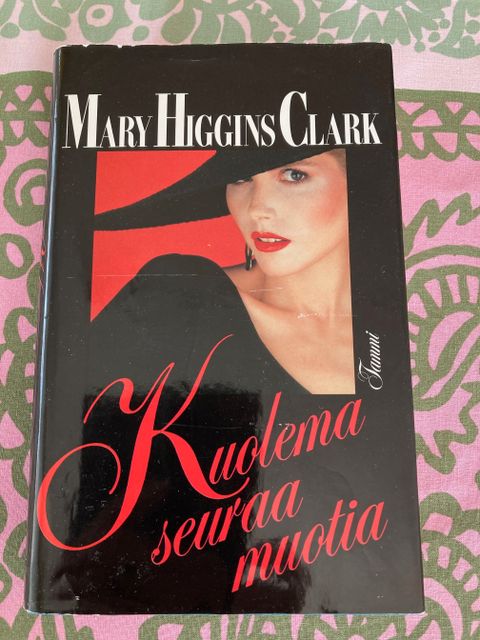 MARY HIGGINS CLARK
Tammi
Kuolema
seuraa
muotia